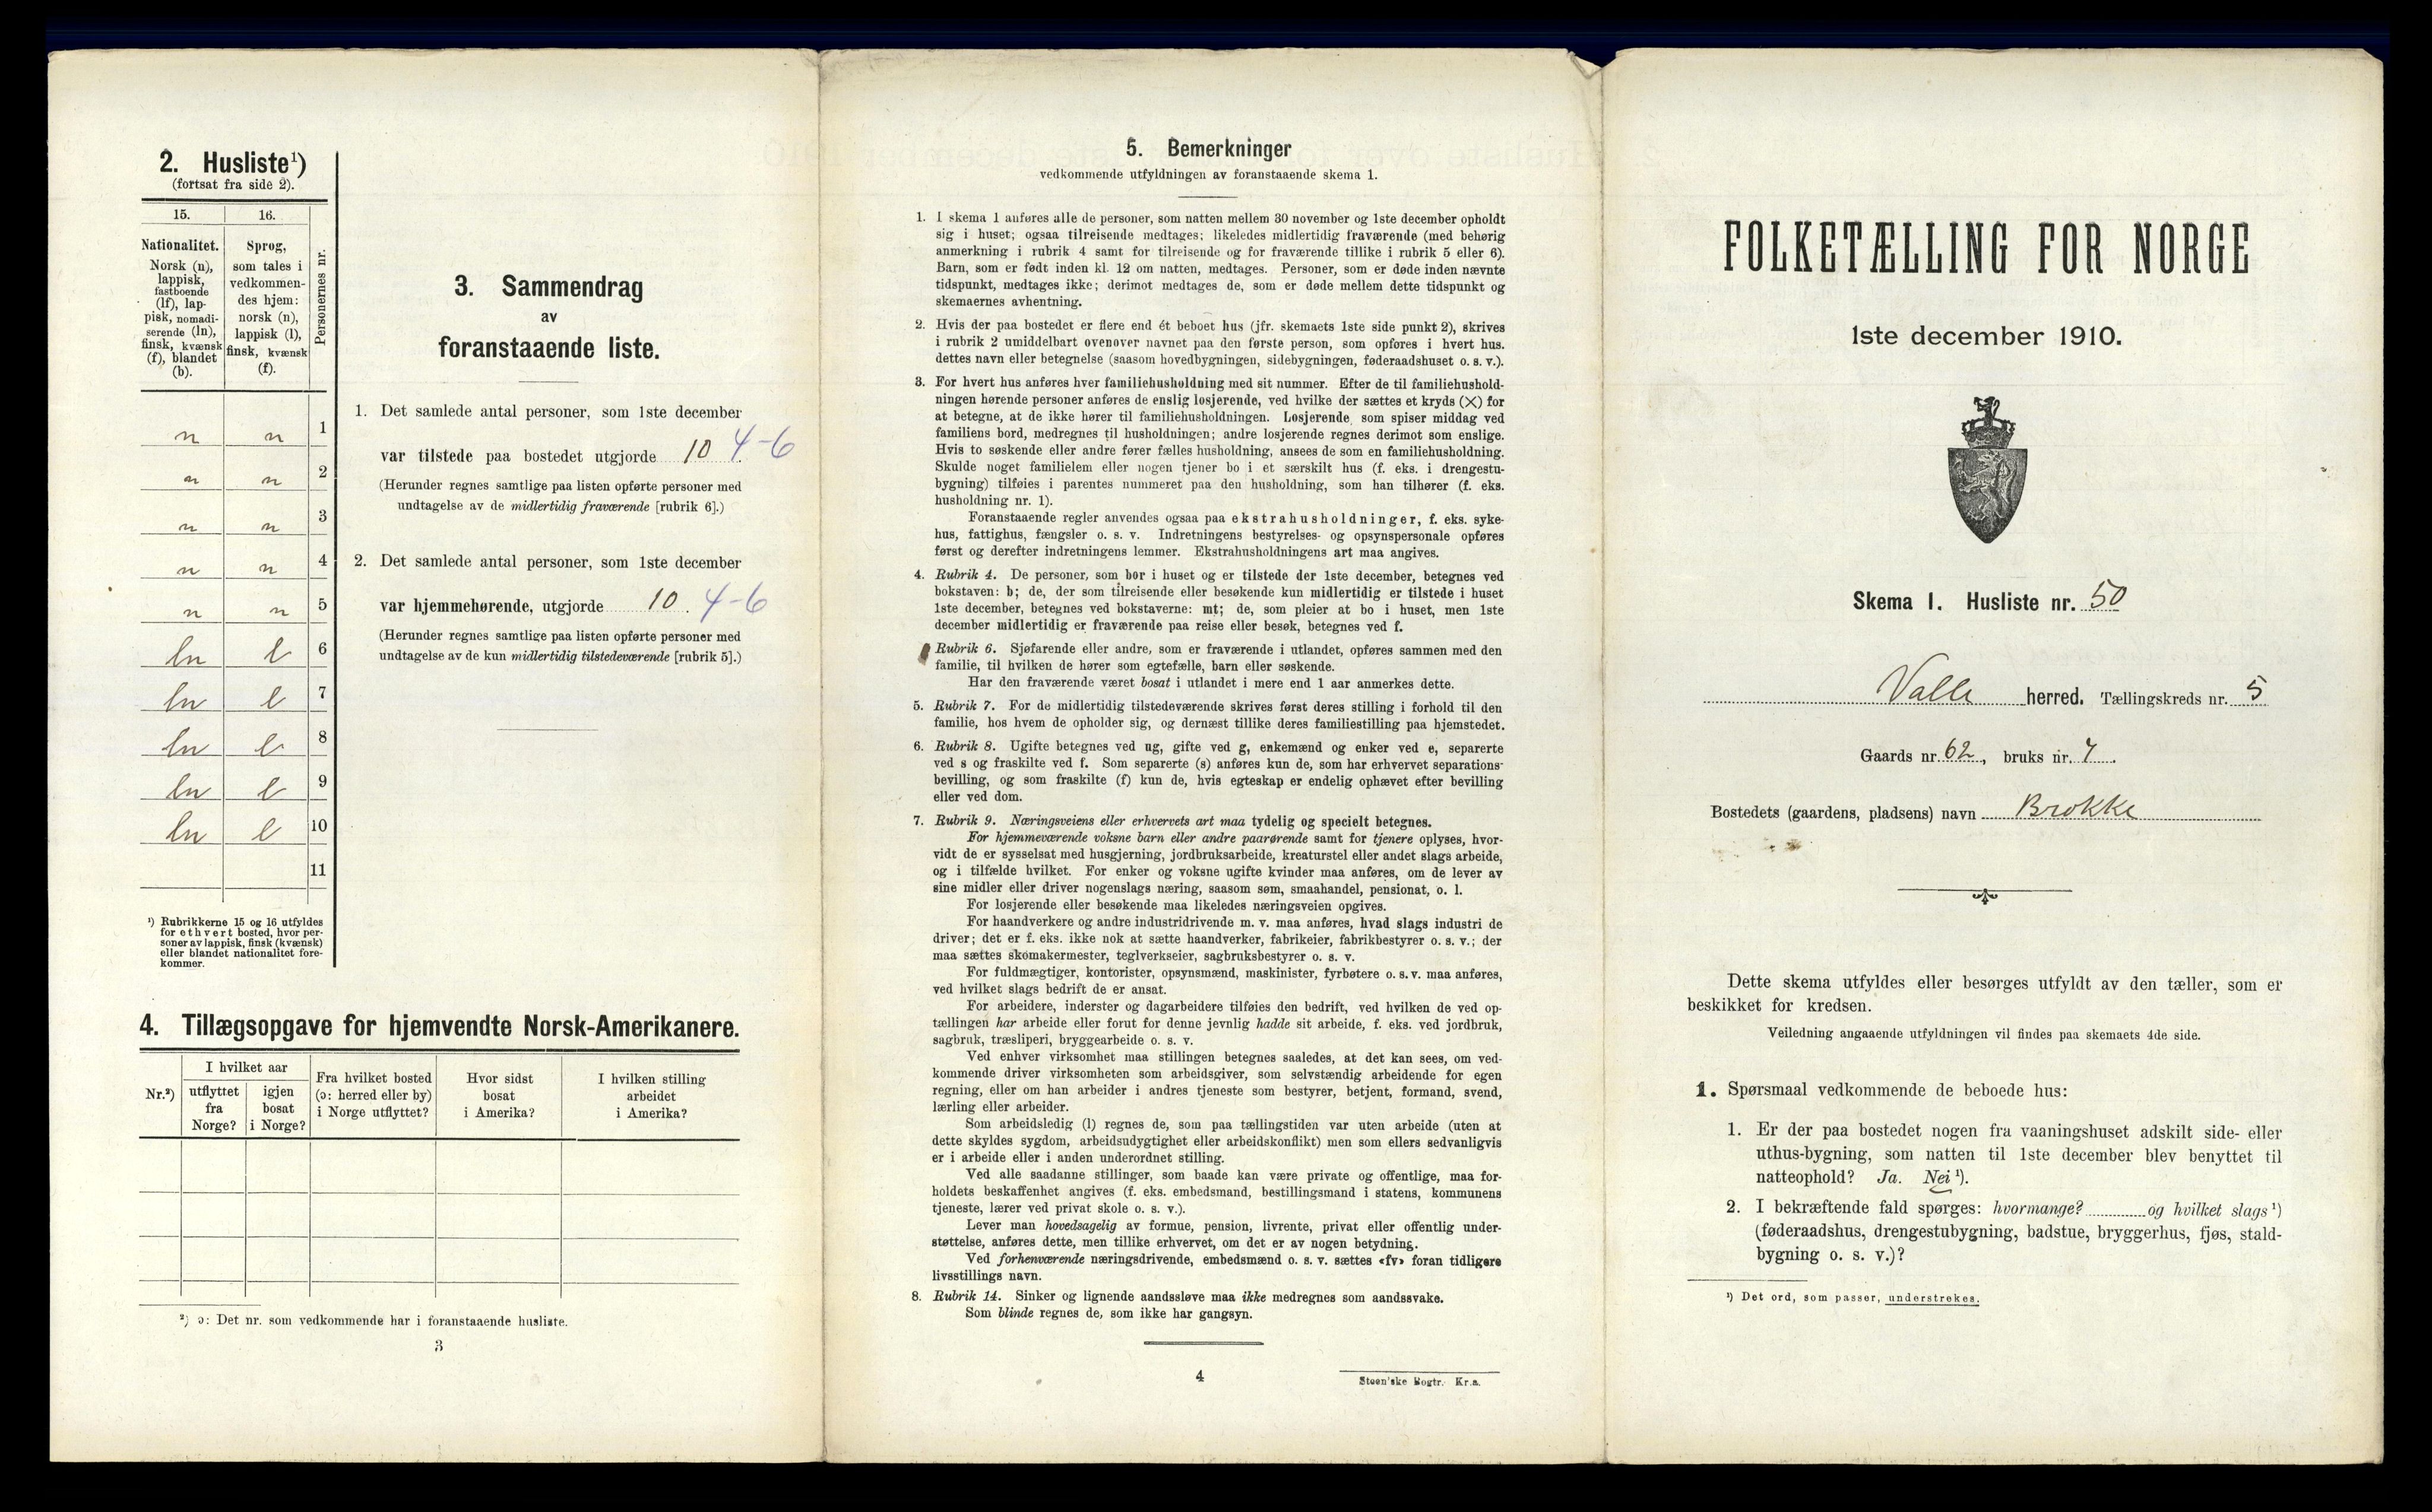 2. Husliste¹)
(fortsat fra side 2).
15.
16.
Personernes nr.
Nationalitet.
Norsk (n),
lappisk,
fastboende
(lf), lap-
pisk, nomadi-
serende (ln),
finsk, kvænsk
(f), blandet
(b).
Sprog,
som tales i
vedkommen-
des hjem:
norsk (n),
lappisk (l),
finsk, kvænsk
(f).
n n 1
n n 2
n n 3
n n 4
n n 5
ln l 6
ln l 7
ln l 8
ln l 9
ln l 10
11
¹) Rubrikkerne 15 og 16 utfyldes
for ethvert bosted, hvor per-
soner av lappisk, finsk (kvænsk)
eller blandet nationalitet fore-
kommer.
3. Sammendrag
av
foranstaaende liste.
1. Det samlede antal personer, som 1ste december
var tilstede paa bostedet utgjorde 10 4-6
(Herunder regnes samtlige paa listen opførte personer med
undtagelse av de midlertidig fraværende [rubrik 6].)
2. Det samlede antal personer, som 1ste december
var hjemmehørende, utgjorde 10. 4-6
(Herunder regnes samtlige paa listen opførte personer med
undtagelse av de kun midlertidig tilstedeværende [rubrik 5].)
4. Tillægsopgave for hjemvendte Norsk-Amerikanere.
Nr.²)
I hvilket aar
utflyttet
fra
Norge?
igjen
bosat
i Norge?
Fra hvilket bosted
(ɔ: herred eller by)
i Norge utflyttet?
Hvor sidst
bosat
i Amerika?
I hvilken stilling
arbeidet
i Amerika?
²) ɔ: Det nr. som vedkommende har i foranstaaende husliste.
3
5. Bemerkninger
vedkommende utfyldningen av foranstaaende skema 1.
1. I skema 1 anføres alle de personer, som natten mellem 30 november og 1ste december opholdt
sig i huset; ogsaa tilreisende medtages; likeledes midlertidig fraværende (med behørig
anmerkning i rubrik 4 samt for tilreisende og for fraværende tillike i rubrik 5 eller 6).
Barn, som er født inden kl. 12 om natten, medtages. Personer, som er døde inden nævnte
tidspunkt, medtages ikke; derimot medtages de, som er døde mellem dette tidspunkt og
skemaernes avhentning.
2. Hvis der paa bostedet er flere end ét beboet hus (jfr. skemaets 1ste side punkt 2), skrives
i rubrik 2 umiddelbart ovenover navnet paa den første person, som opføres i hvert hus.
dettes navn eller betegnelse (saasom hovedbygningen, sidebygningen, føderaadshuset o. s. v.).
3. For hvert hus anføres hver familiehusholdning med sit nummer. Efter de til familiehushold-
ningen hørende personer anføres de enslig losjerende, ved hvilke der sættes et kryds (×) for
at betegne, at de ikke hører til familiehusholdningen. Losjerende som spiser middag ved
familiens bord, medregnes til husholdningen; andre losjerende regnes derimot som enslige.
Hvis to søskende eller andre fører fælles husholdning, ansees de som en familiehusholdning.
Skulde noget familielem eller nogen tjener bo i et særskilt hus (f. eks. i drengestu-
bygning) tilføies i parentes nummeret paa den husholdning, som han tilhører (f. eks.
husholdning nr. 1).
Foranstaaende regler anvendes ogsaa paa ekstrahusholdninger, f. eks. syke-
hus, fattighus, fængsler o. s. v. Indretningens bestyrelses- og opsynspersonale opføres
først og derefter indretningens lemmer. Ekstrahusholdningens art maa angives.
4. Rubrik 4. De personer, som bor i huset og er tilstede der 1ste december, betegnes ved
bokstaven: b; de, der som tilreisende eller besøkende kun midlertidig er tilstede i huset
1ste december, betegnes ved bokstaverne: mt; de, som pleier at bo i huset, men 1ste
december midlertidig er fraværende paa reise eller besøk, betegnes ved f.
Rubrik 6. Sjøfarende eller andre, som er fraværende i utlandet, opføres sammen med den
familie, til hvilken de hører som egtefælle, barn eller søskende.
Har den fraværende været bosat i utlandet i mere end 1 aar anmerkes dette.
5. Rubrik 7. For de midlertidig tilstedeværende skrives først deres stilling i forhold til den
familie, hos hvem de opholder sig, og dernæst tillike deres familiestilling paa hjemstedet.
6. Rubrik 8. Ugifte betegnes ved ug, gifte ved g, enkemænd og enker ved e, separerte
ved s og fraskilte ved f. Som separerte (s) anføres kun de, som har erhvervet separations-
bevilling, og som fraskilte (f) kun de, hvis egteskap er endelig ophævet efter bevilling
eller ved dom.
7. Rubrik 9. Næringsveiens eller erhvervets art maa tydelig og specielt betegnes.
For hjemmeværende voksne barn eller andre paarørende samt for tjenere oplyses, hvor-
vidt de er sysselsat med husgjerning, jordbruksarbeide, kreaturstel eller andet slags arbeide,
og i tilfælde hvilket. For enker og voksne ugifte kvinder maa anføres, om de lever av
sine midler eller driver nogenslags næring, saasom søm, smaahandel, pensionat, o. l.
For losjerende eller besøkende maa likeledes næringsveien opgives.
For haandverkere og andre industridrivende m. v. maa anføres, hvad slags industri de
driver; det er f. eks. ikke nok at sætte haandverker, fabrikeier, fabrikbestyrer o. s. v.; der
maa sættes skomakermester, teglverkseier, sagbruksbestyrer o. s. v.
For fuldmægtiger, kontorister, opsynsmænd, maskinister, fyrbøtere o. s. v. maa anføres,
ved hvilket slags bedrift de er ansat.
For arbeidere, inderster og dagarbeidere tilføies den bedrift, ved hvilken de ved op-
tællingen har arbeide eller forut for denne jevnlig hadde sit arbeide, f. eks. ved jordbruk,
sagbruk, træsliperi, bryggearbeide o. s. v.
Ved enhver virksomhet maa stillingen betegnes saaledes, at det kan sees, om ved-
kommende driver virksomheten som arbeidsgiver, som selvstændig arbeidende for egen
regning, eller om han arbeider i andres tjeneste som bestyrer, betjent, formand, svend,
lærling eller arbeider.
Som arbeidsledig (l) regnes de, som paa tællingstiden var uten arbeide (uten at
dette skyldes sygdom, arbeidsudygtighet eller arbeidskonflikt) men som ellers sedvanligvis
er i arbeide eller i anden underordnet stilling.
Ved alle saadanne stillinger, som baade kan være private og offentlige, maa for-
holdets beskaffenhet angives (f. eks. embedsmand, bestillingsmand i statens, kommunens
tjeneste, lærer ved privat skole o. s. v.).
Lever man hovedsagelig av formue, pension, livrente, privat eller offentlig under-
støttelse, anføres dette, men tillike erhvervet, om det er av nogen betydning.
Ved forhenværende næringsdrivende, embedsmænd o. s. v. sættes «fv» foran tidligere
livsstillings navn.
8. Rubrik 14. Sinker og lignende aandssløve maa ikke medregnes som aandssvake.
Som blinde regnes de, som ikke har gangsyn.
4
Steen'ske Bogtr. Kr.a.
FOLKETÆLLING FOR NORGE
1ste december 1910.
Skema 1. Husliste nr. 50
Valle herred. Tællingskreds nr. 5
Gaards nr. 62, bruks nr. 7.
Bostedets (gaardens, pladsens) navn Brokke
Dette skema utfyldes eller besørges utfyldt av den tæller, som er
beskikket for kredsen.
Veiledning angaaende utfyldningen vil findes paa skemaets 4de side.
1. Spørsmaal vedkommende de beboede hus:
1. Er der paa bostedet nogen fra vaaningshuset adskilt side- eller
uthus-bygning, som natten til 1ste december blev benyttet til
natteophold? Ja. Nei ¹).
2. I bekræftende fald spørges: hvormange? og hvilket slags ¹)
(føderaadshus, drengestubygning, badstue, bryggerhus, fjøs, stald-
bygning o. s. v.)?
¹) Det ord, som passer, understrekes.